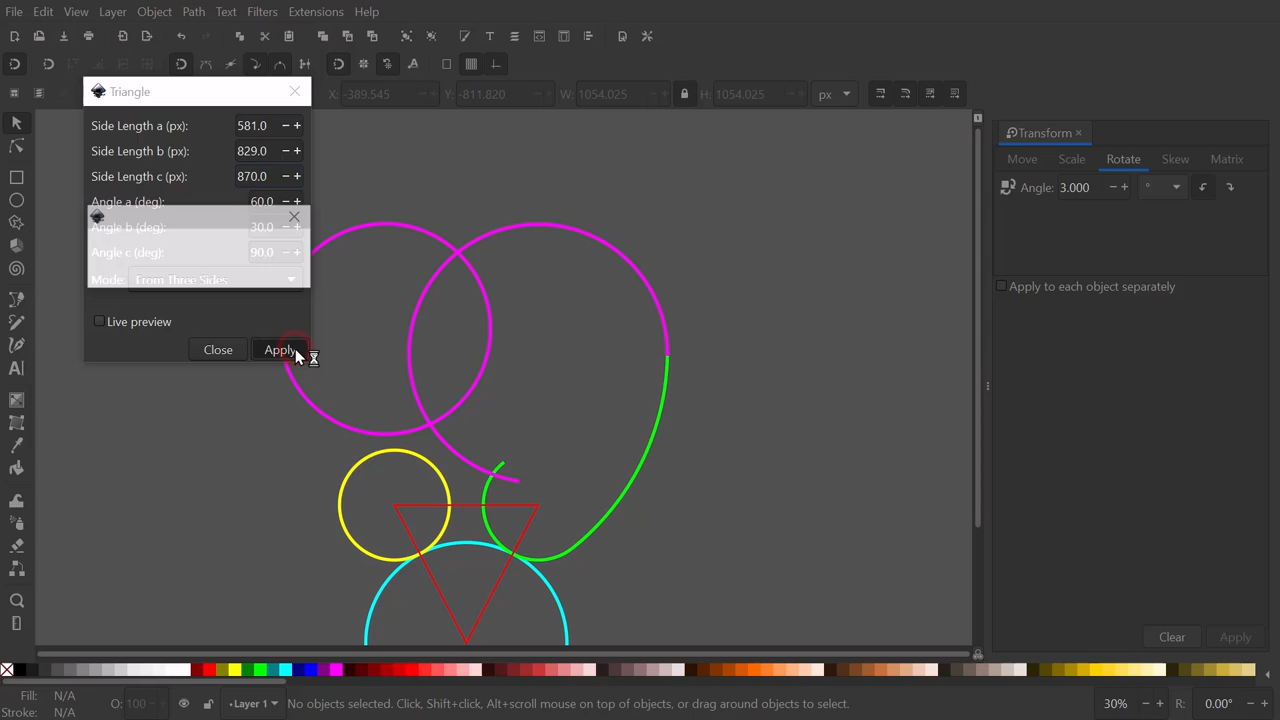 File Edit View Layer Object Path Text Filters Extensions Help
X: -389.545 Y: -811.820 W: 1054.025 H: 1054.025 px
Triangle
Side Length a (px): 581.0
Side Length b (px): 829.0
Side Length c (px): 870.0
Angle a (deg): 60.0
Angle b (deg): 30.0
Angle c (deg): 90.0
Mode: From Three Sides
Live preview
Close Apply
Transform
Move Scale Rotate Skew Matrix
Angle: 3.000 °
Apply to each object separately
Clear Apply
Fill: N/A
Stroke: N/A
O: 100
Layer 1
No objects selected. Click, Shift+click, Alt+scroll mouse on top of objects, or drag around objects to select.
30% R: 0.00°